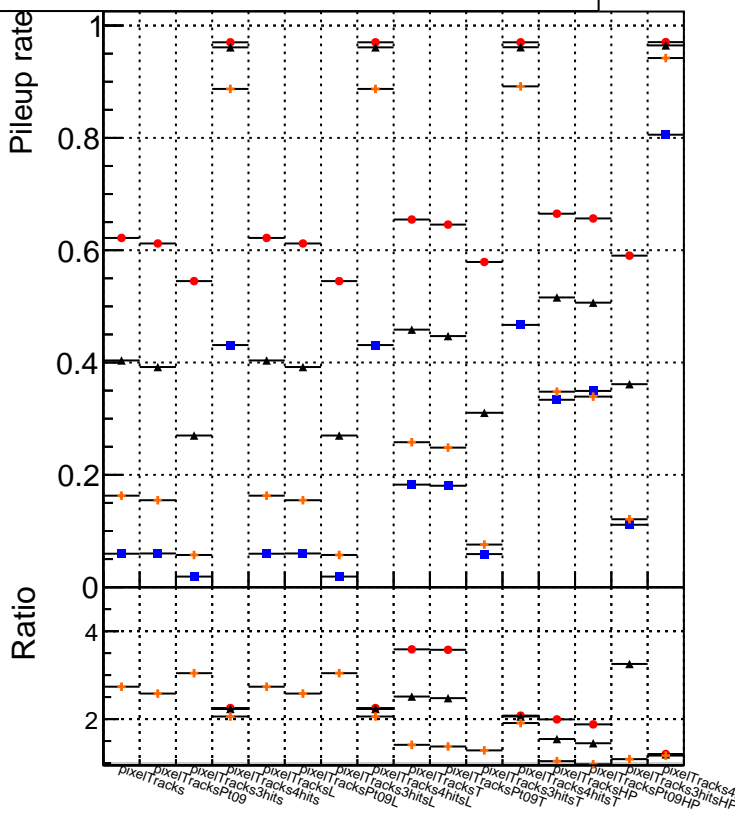 Pileup rate
1
0.8
0.6
0.4
0.2
0
Ratio
4
2
pixelTracks
pixelTracksPt09
pixelTracks3hits
pixelTracks4hits
pixelTracksL
pixelTracksPt09L
pixelTracks3hitsL
pixelTracks4hitsL
pixelTracksT
pixelTracksPt09T
pixelTracks3hitsT
pixelTracks4hitsT
pixelTracksHP
pixelTracksPt09HP
pixelTracks3hitsHP
pixelTracks4